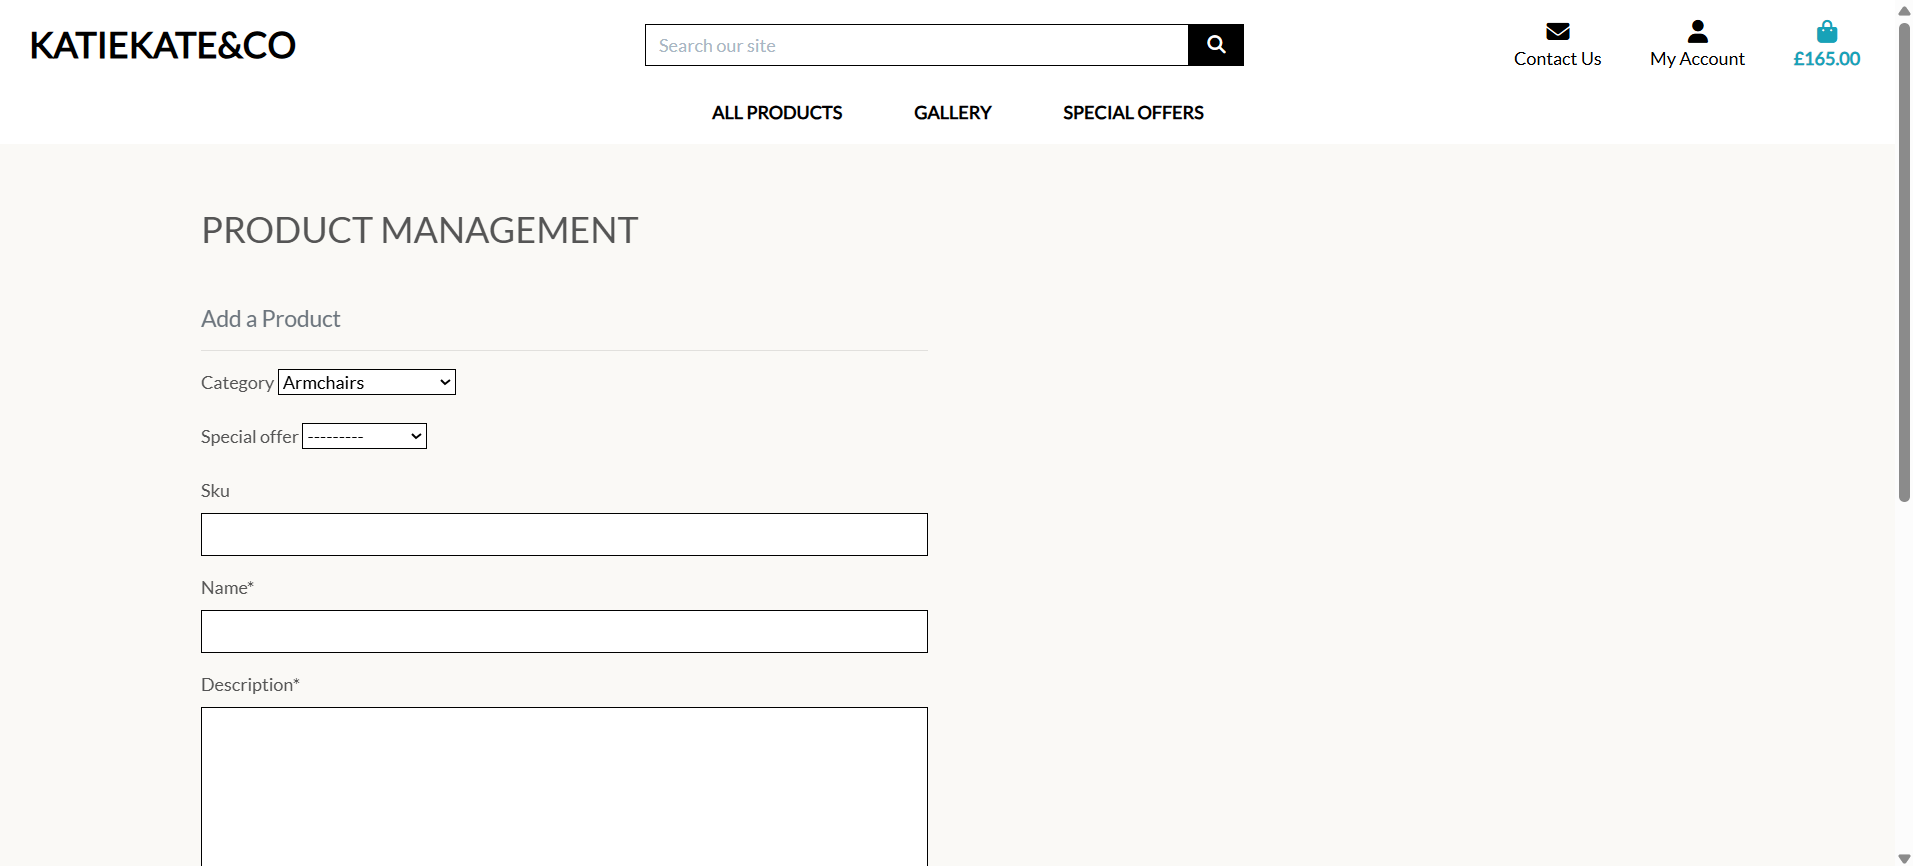 KATIEKATE&CO
Search our site
Contact Us
My Account
£165.00
ALL PRODUCTS
GALLERY
SPECIAL OFFERS
PRODUCT MANAGEMENT
Add a Product
Category Armchairs
Special offer ---------
Sku
Name*
Description*